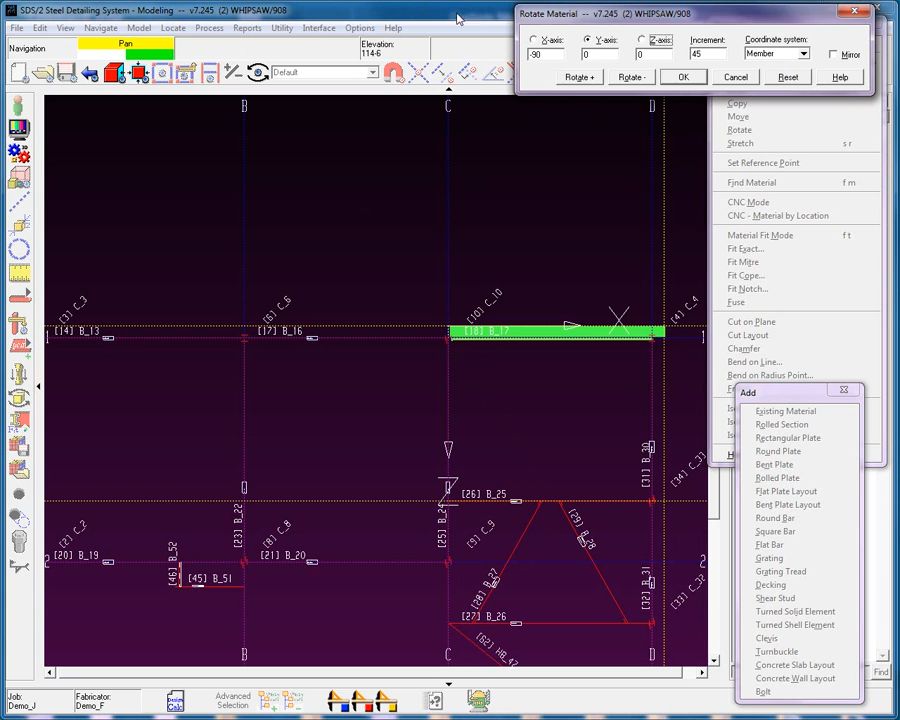 SDS/2 Steel Detailing System - Modeling -- v7.245 (2) WHIPSAW/908
File Edit View Navigate Model Locate Process Reports Utility Interface Options Help
Navigation
Pan
Elevation:
114-6
Default
Rotate Material -- v7.245 (2) WHIPSAW/908
X-axis: Y-axis: Z-axis: Increment: Coordinate system:
-90 0 0 45 Member Mirror
Rotate + Rotate - OK Cancel Reset Help
Copy
Move
Rotate
Stretch s r
Set Reference Point
Find Material f m
CNC Mode
CNC - Material by Location
Material Fit Mode f t
Fit Exact...
Fit Mitre
Fit Cope...
Fit Notch...
Fuse
Cut on Plane
Cut Layout
Chamfer
Bend on Line...
Bend on Radius Point...
Add
Existing Material
Rolled Section
Rectangular Plate
Round Plate
Bent Plate
Rolled Plate
Flat Plate Layout
Bent Plate Layout
Round Bar
Square Bar
Flat Bar
Grating
Grating Tread
Decking
Shear Stud
Turned Solid Element
Turned Shell Element
Clevis
Turnbuckle
Concrete Slab Layout
Concrete Wall Layout
Bolt
B C D
[3] C_3
[6] C_6
[10] C_10
[4] C_4
1 [14] B_13
[17] B_16
[18] B_17
1
X
Z
[31] B_30
[34] C_33
[26] B_25
[23] B_22
[29] B_28
[2] C_2
[8] C_8
[9] C_9
2 [20] B_19
[21] B_20
2
[46] B_52
[45] B_51
[28] B_27
[32] B_31
[33] C_32
[27] B_26
B C D
Find
Job:
Demo_J
Fabricator:
Demo_F
Design
Calc
Advanced
Selection